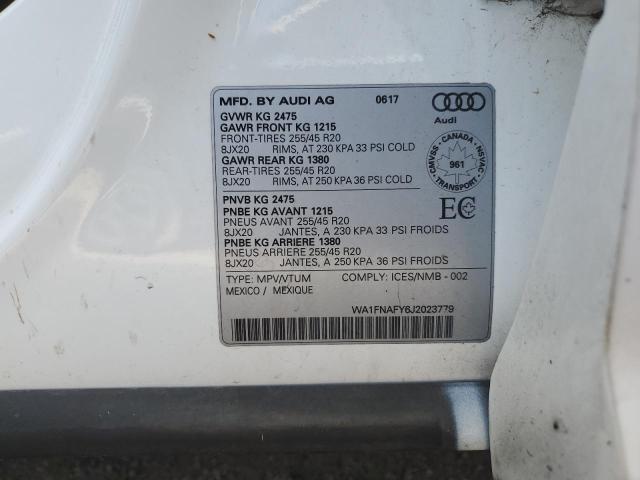 MFD. BY AUDI AG 0617
Audi
GVWR KG 2475
GAWR FRONT KG 1215
FRONT-TIRES 255/45 R20
8JX20 RIMS, AT 230 KPA 33 PSI COLD
GAWR REAR KG 1380
REAR-TIRES 255/45 R20
8JX20 RIMS, AT 250 KPA 36 PSI COLD
CMVSS - CANADA - NSVAC
961
TRANSPORT
PNVB KG 2475
PNBE KG AVANT 1215
PNEUS AVANT 255/45 R20
8JX20 JANTES, A 230 KPA 33 PSI FROIDS
PNBE KG ARRIERE 1380
PNEUS ARRIERE 255/45 R20
8JX20 JANTES, A 250 KPA 36 PSI FROIDS
EC
TYPE: MPV/VTUM COMPLY: ICES/NMB - 002
MEXICO / MEXIQUE
WA1FNAFY6J2023779